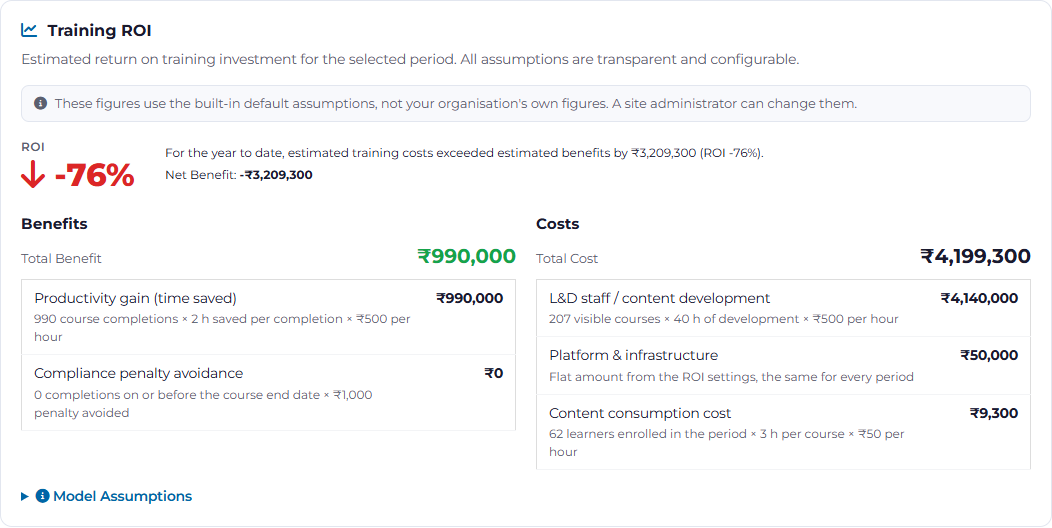 Training ROI
Estimated return on training investment for the selected period. All assumptions are transparent and configurable.
These figures use the built-in default assumptions, not your organisation's own figures. A site administrator can change them.
ROI
-76%
For the year to date, estimated training costs exceeded estimated benefits by ₹3,209,300 (ROI -76%).
Net Benefit: -₹3,209,300
Benefits
Total Benefit ₹990,000
Productivity gain (time saved) ₹990,000
990 course completions × 2 h saved per completion × ₹500 per
hour
Compliance penalty avoidance ₹0
0 completions on or before the course end date × ₹1,000
penalty avoided
Costs
Total Cost ₹4,199,300
L&D staff / content development ₹4,140,000
207 visible courses × 40 h of development × ₹500 per hour
Platform & infrastructure ₹50,000
Flat amount from the ROI settings, the same for every period
Content consumption cost ₹9,300
62 learners enrolled in the period × 3 h per course × ₹50 per
hour
Model Assumptions